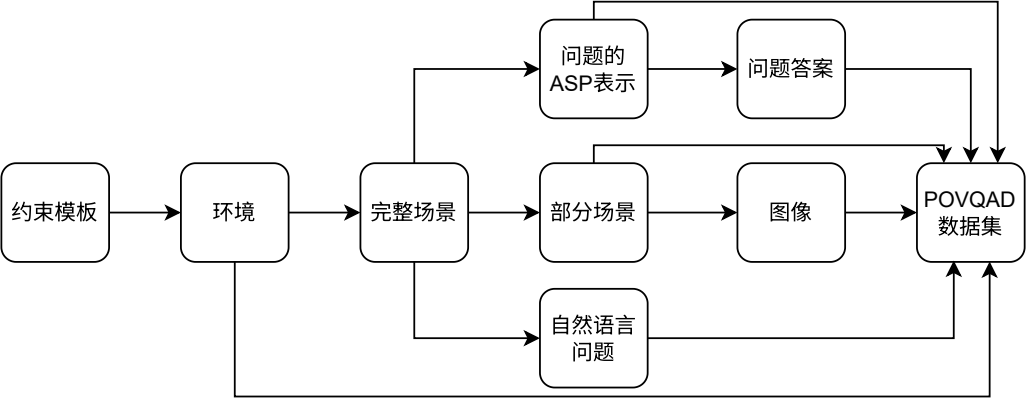 问题的
ASP表示
问题答案
约束模板
环境
完整场景
部分场景
图像
POVQAD
数据集
自然语言
问题